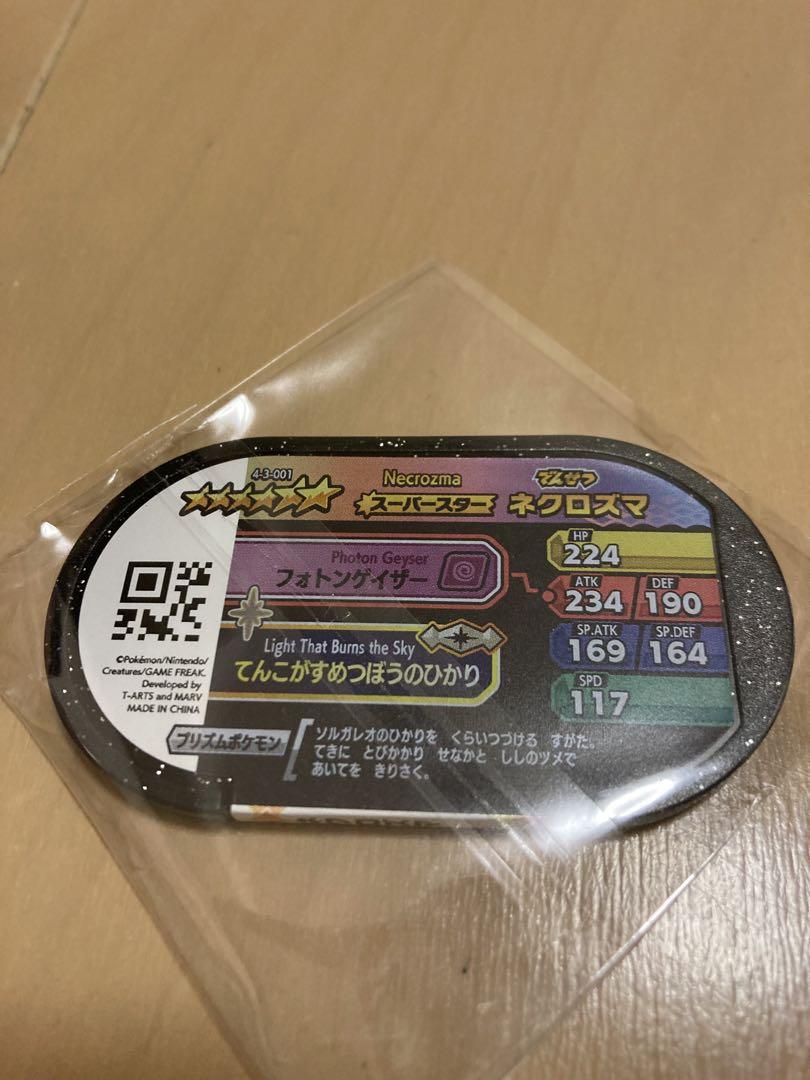 4-3-001
Necrozma
でんせつ
スーパースター ネクロズマ
Photon Geyser
フォトンゲイザー
Light That Burns the Sky
てんこがすめつぼうのひかり
HP
224
ATK DEF
234 190
SP.ATK SP.DEF
169 164
SPD
117
©Pokémon/Nintendo/
Creatures/GAME FREAK.
Developed by
T-ARTS and MARV
MADE IN CHINA
プリズムポケモン
ソルガレオのひかりを くらいつづける すがた。
てきに とびかかり せなかと ししのツメで
あいてを きりさく。